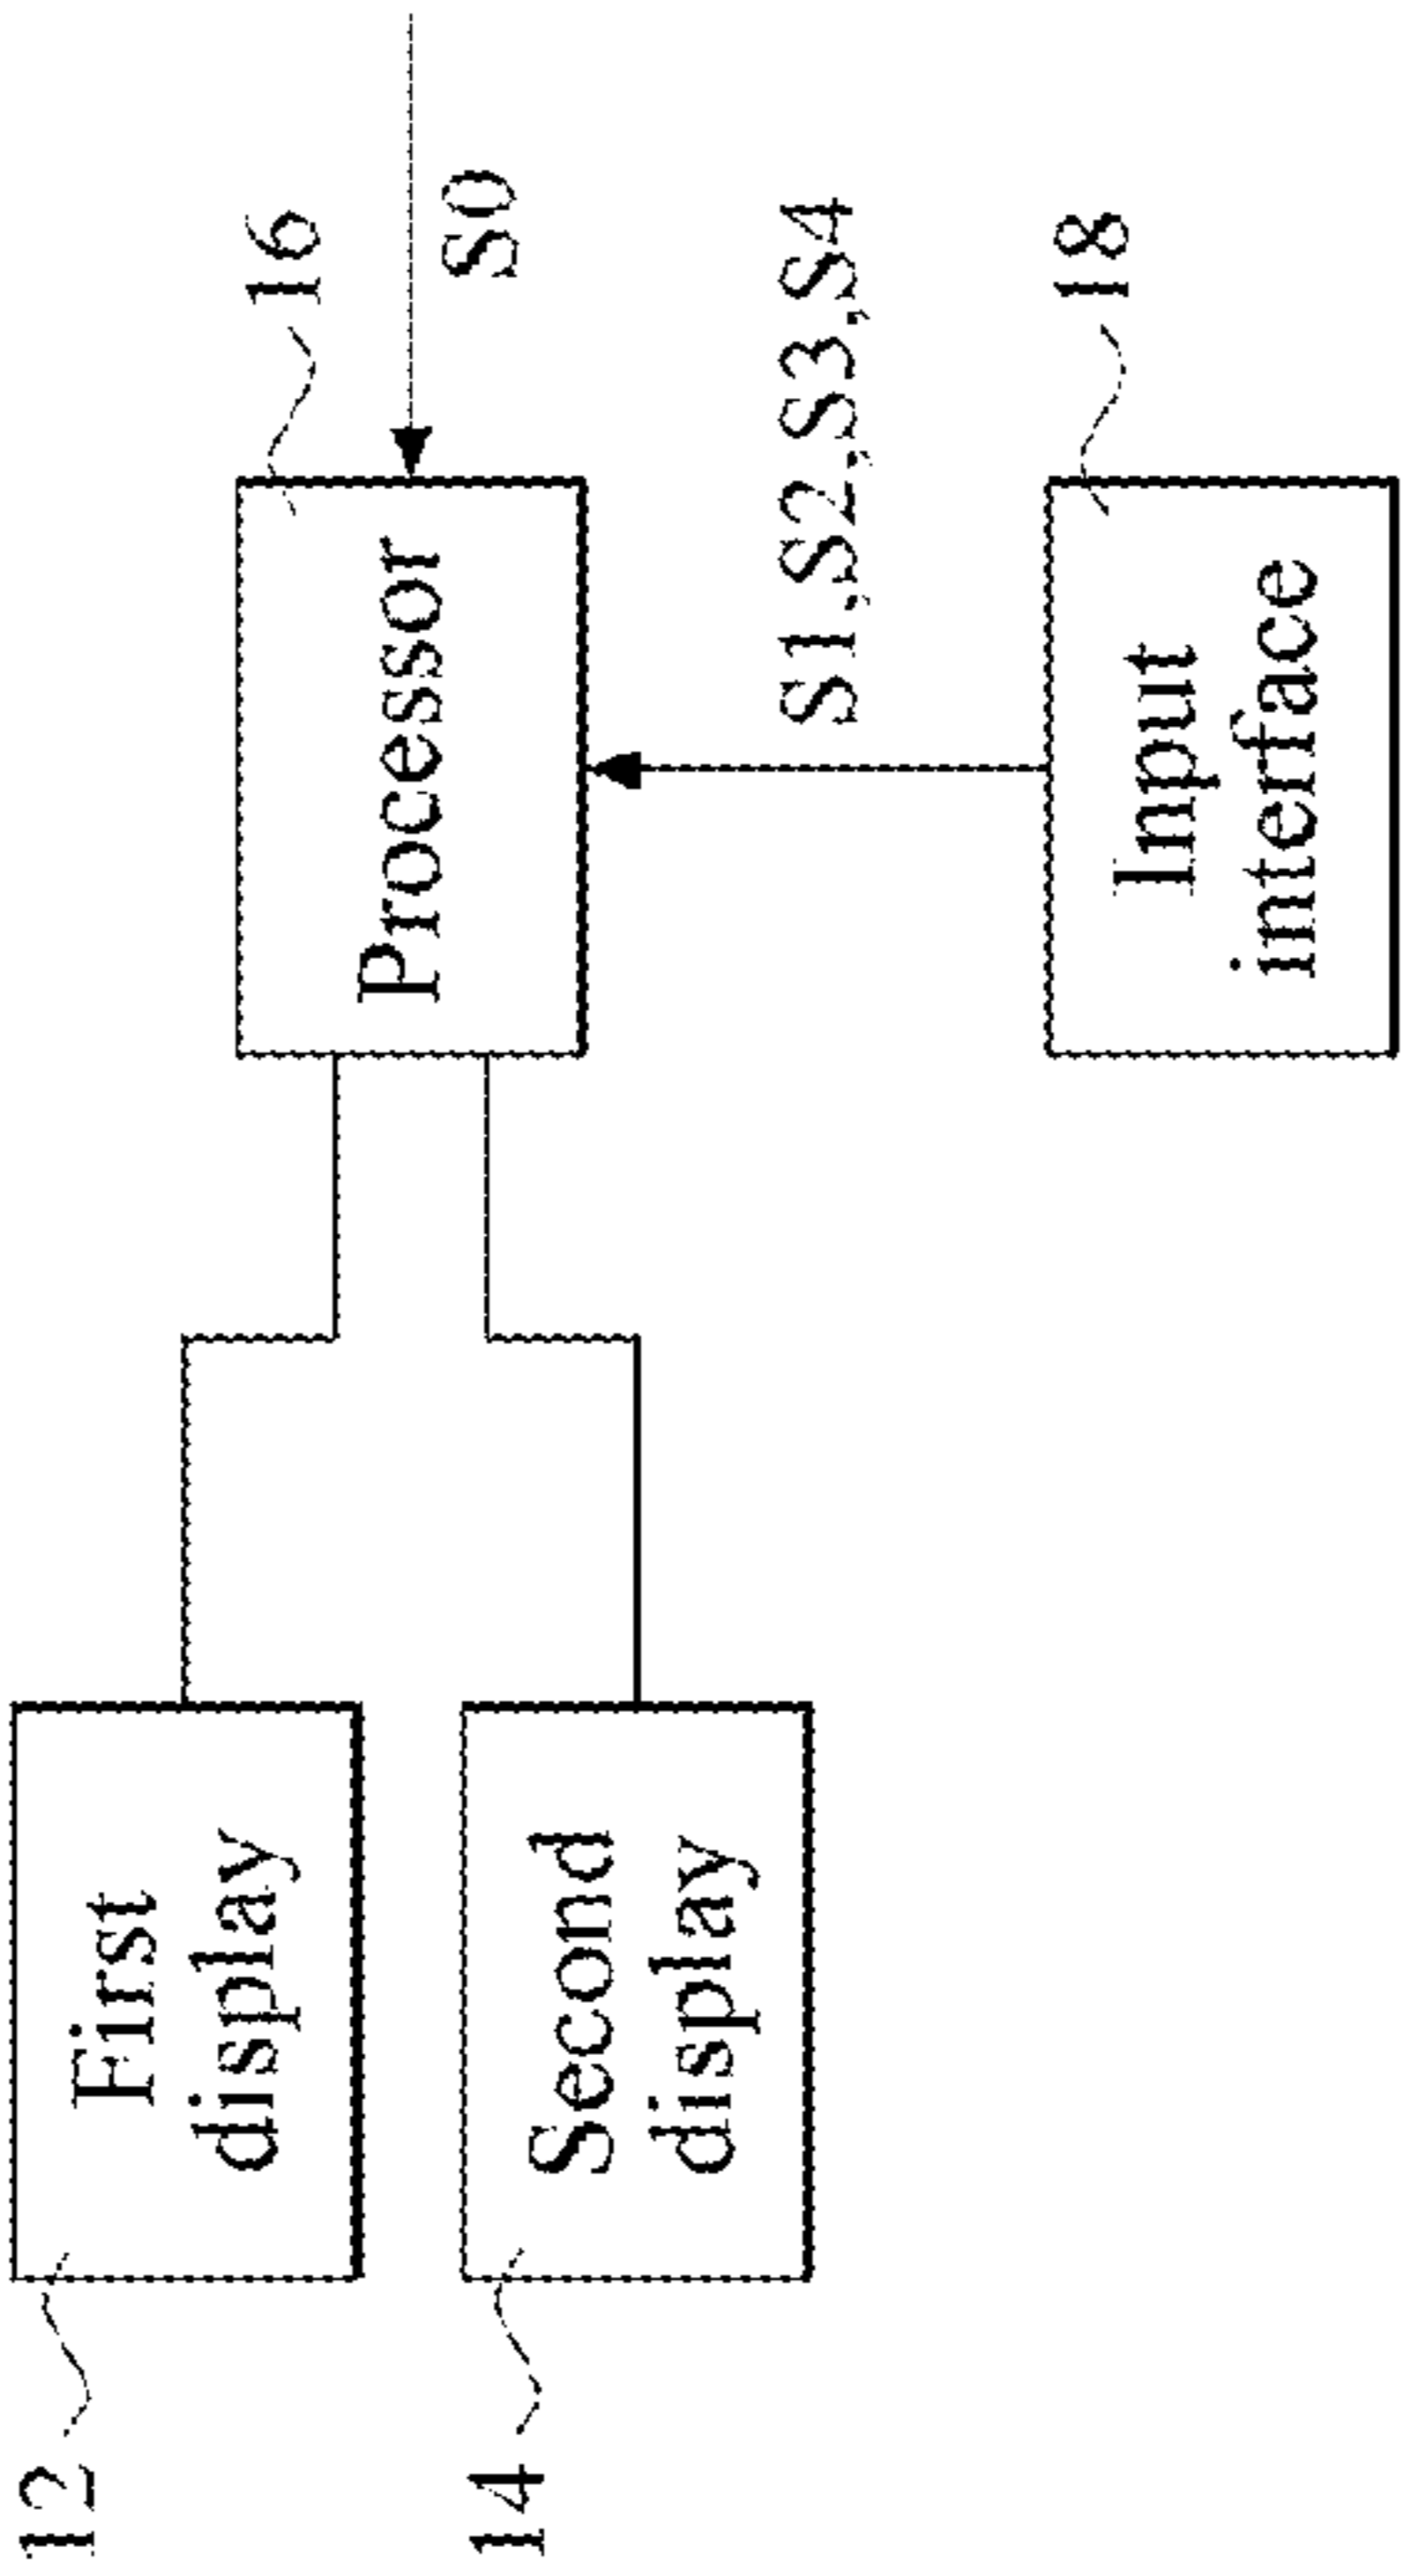 12
First
display
14
Second
display
16
Processor
S0
S1,S2,S3,S4
18
Input
interface